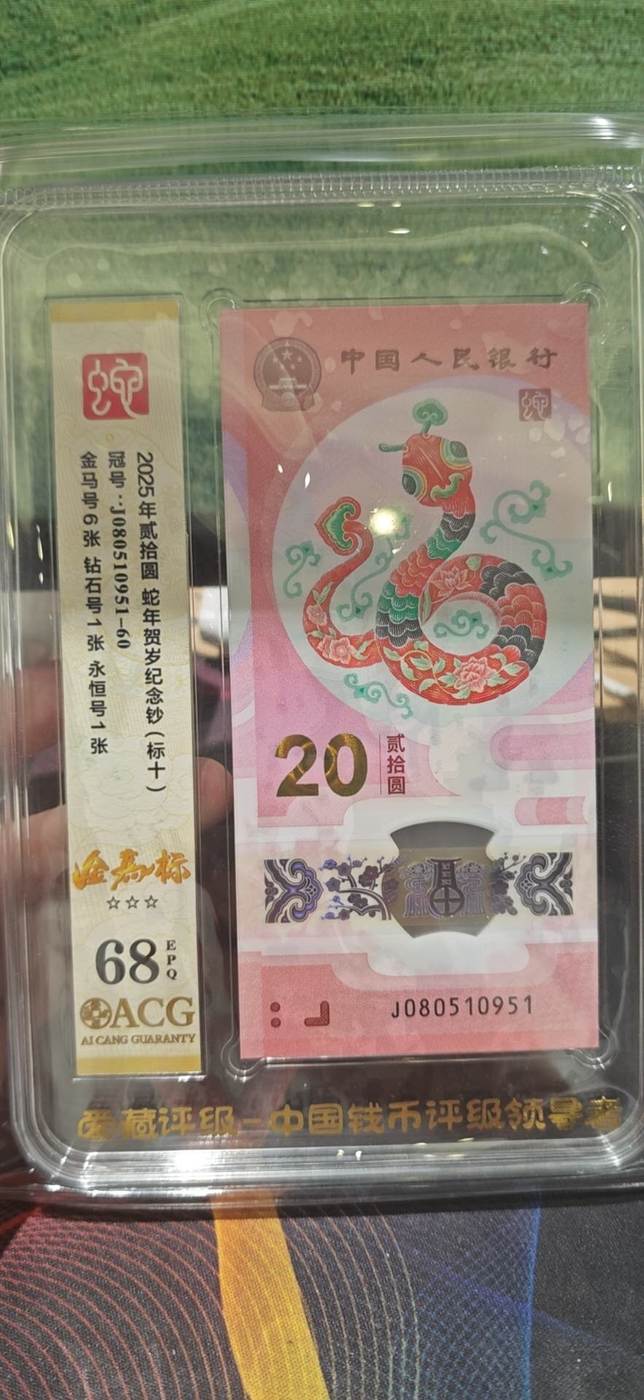 蛇
2025年贰拾圆 蛇年贺岁纪念钞(标十)
冠号:J080510951-60
金马号6张 钻石号1张 永恒号1张
金马标
☆☆☆
68 EPQ
ACG
AI CANG GUARANTY
中国人民银行
蛇
20 贰拾圆
J080510951
爱藏评级-中国钱币评级领导者